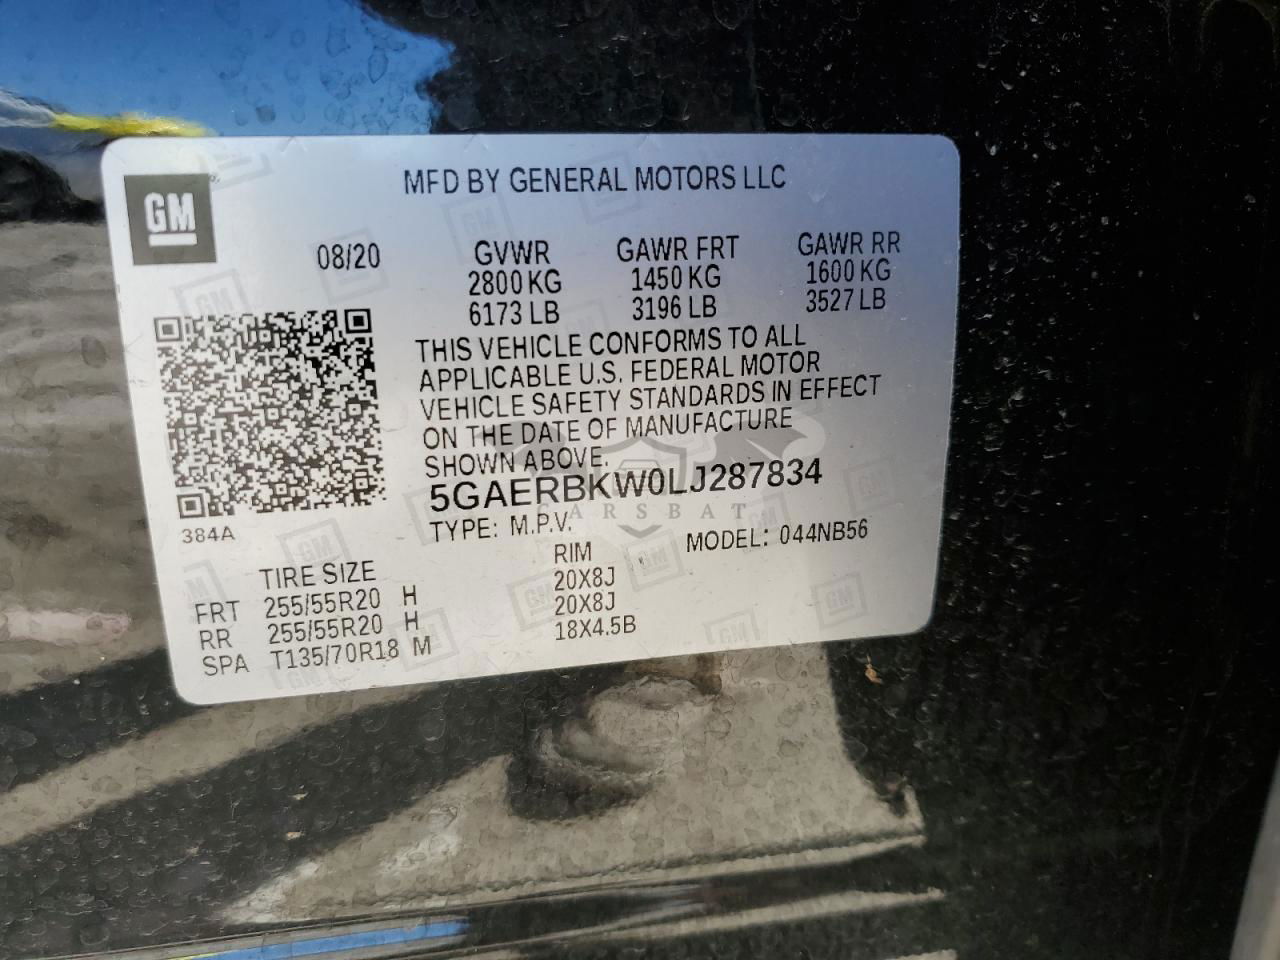 MFD BY GENERAL MOTORS LLC
GM
08/20 GVWR GAWR FRT GAWR RR
2800 KG 1450 KG 1600 KG
6173 LB 3196 LB 3527 LB
THIS VEHICLE CONFORMS TO ALL
APPLICABLE U.S. FEDERAL MOTOR
VEHICLE SAFETY STANDARDS IN EFFECT
ON THE DATE OF MANUFACTURE
SHOWN ABOVE.
5GAERBKW0LJ287834
CARSBAT
384A
TYPE: M.P.V. MODEL: 044NB56
TIRE SIZE RIM
FRT 255/55R20 H 20X8J
RR 255/55R20 H 20X8J
SPA T135/70R18 M 18X4.5B